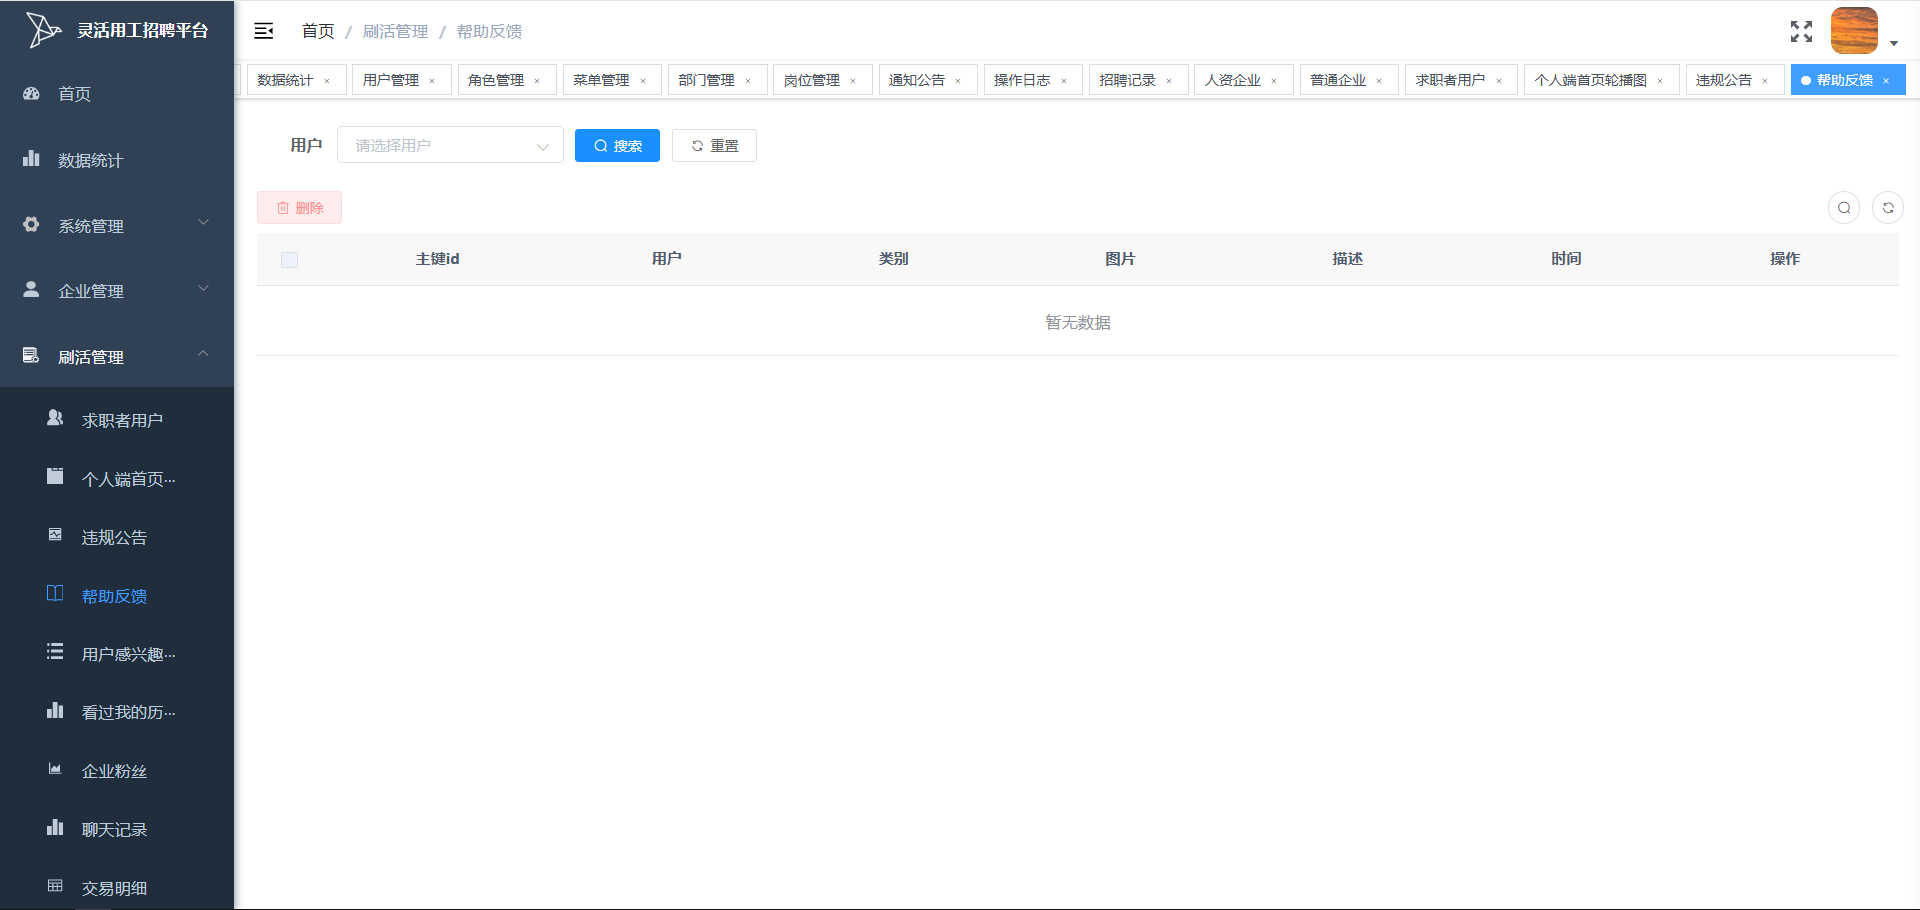 灵活用工招聘平台
首页 / 刷活管理 / 帮助反馈
数据统计 × 用户管理 × 角色管理 × 菜单管理 × 部门管理 × 岗位管理 × 通知公告 × 操作日志 × 招聘记录 × 人资企业 × 普通企业 × 求职者用户 × 个人端首页轮播图 × 违规公告 × 帮助反馈 ×
首页
数据统计
系统管理
企业管理
刷活管理
求职者用户
个人端首页...
违规公告
帮助反馈
用户感兴趣...
看过我的历...
企业粉丝
聊天记录
交易明细
用户 请选择用户 搜索 重置
删除
主键id 用户 类别 图片 描述 时间 操作
暂无数据